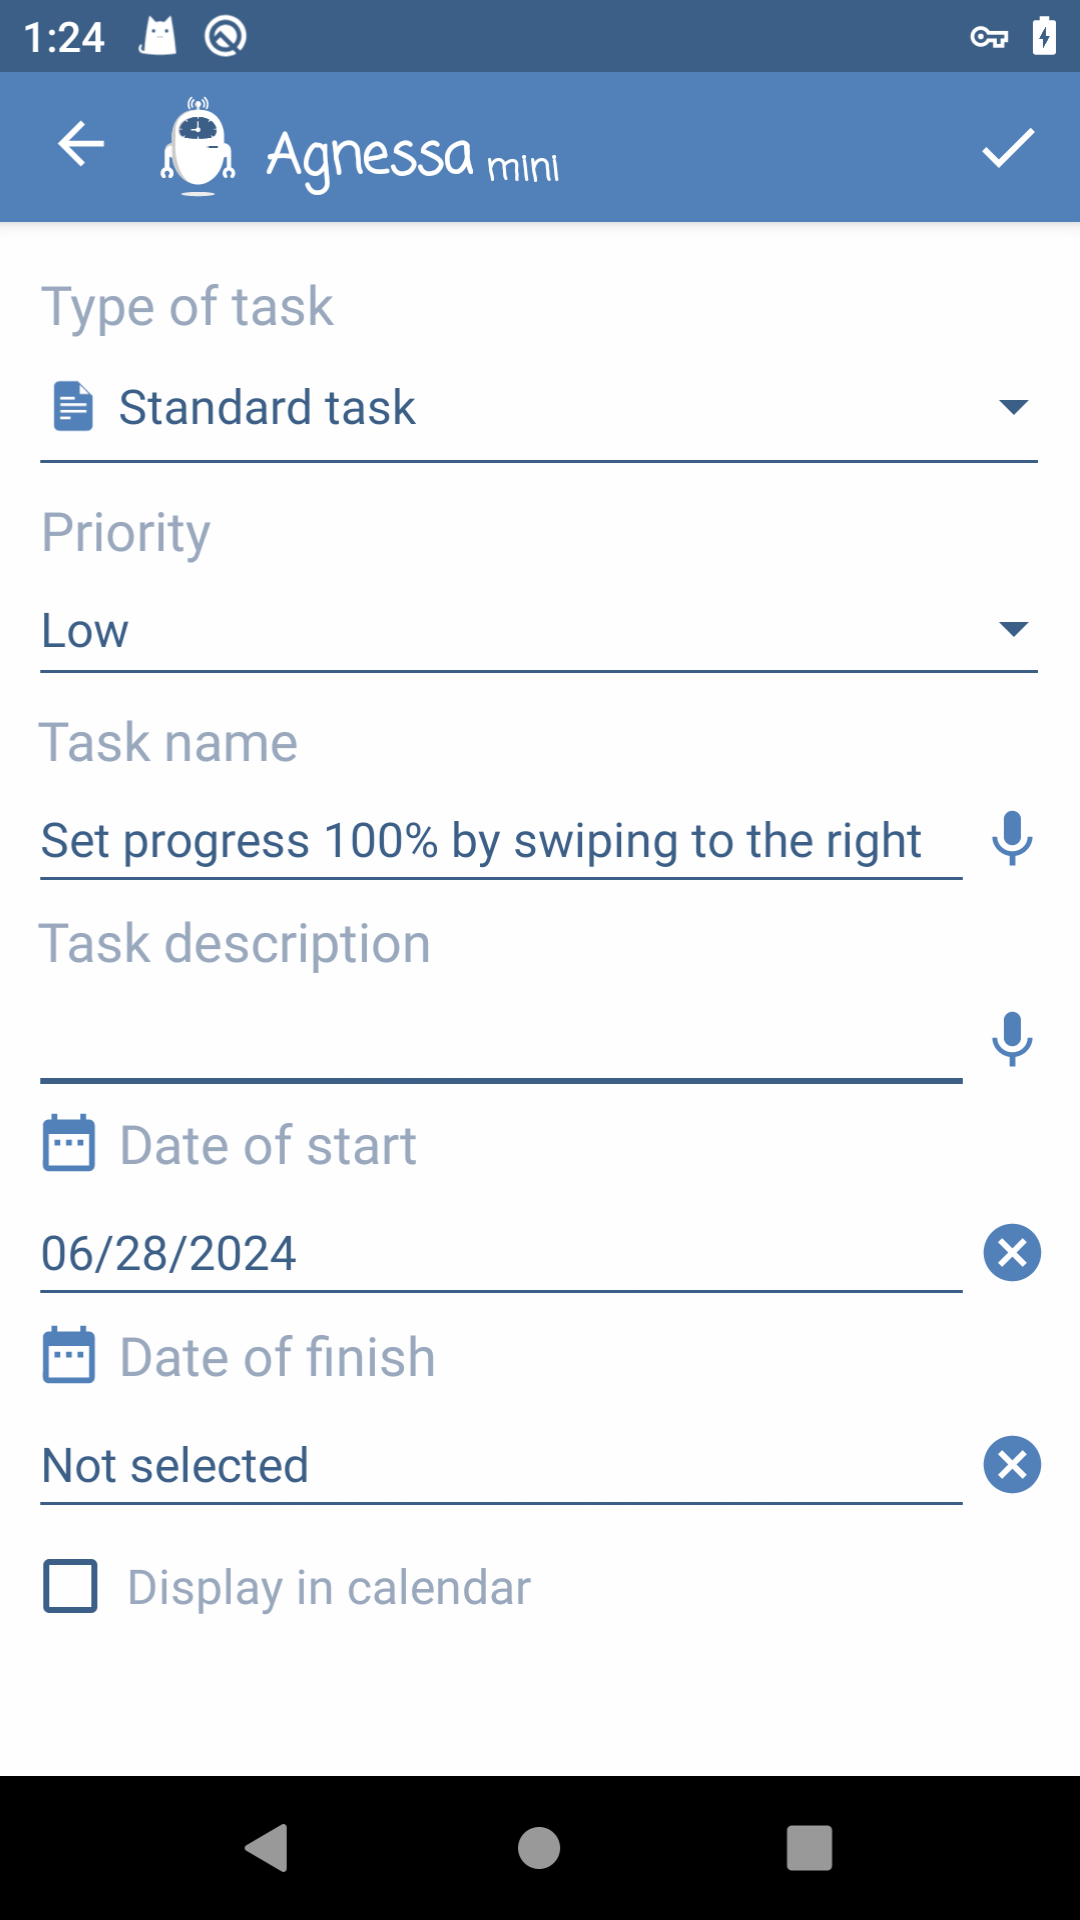 1:24
Agnessa mini
Type of task
Standard task
Priority
Low
Task name
Set progress 100% by swiping to the right
Task description
Date of start
06/28/2024
Date of finish
Not selected
Display in calendar